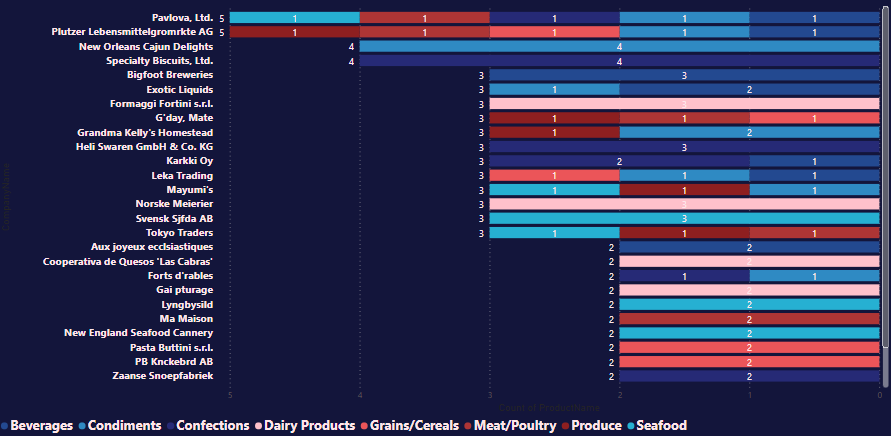 Pavlova, Ltd. 5 1 1 1 1 1
Plutzer Lebensmittelgromrkte AG 5 1 1 1 1 1
New Orleans Cajun Delights 4 4
Specialty Biscuits, Ltd. 4 4
Bigfoot Breweries 3 3
Exotic Liquids 3 1 2
Formaggi Fortini s.r.l. 3 3
G'day, Mate 3 1 1 1
Grandma Kelly's Homestead 3 1 2
Heli Swaren GmbH & Co. KG 3 3
Karkki Oy 3 2 1
Leka Trading 3 1 1 1
Mayumi's 3 1 1 1
Norske Meierier 3 3
Svensk Sjfda AB 3 3
Tokyo Traders 3 1 1 1
Aux joyeux ecclsiastiques 2 2
Cooperativa de Quesos 'Las Cabras' 2 2
Forts d'rables 2 1 1
Gai pturage 2 2
Lyngbysild 2 2
Ma Maison 2 2
New England Seafood Cannery 2 2
Pasta Buttini s.r.l. 2 2
PB Knckebrd AB 2 2
Zaanse Snoepfabriek 2 2
5 4 3 2 1 0
Count of ProductName
CompanyName
Beverages Condiments Confections Dairy Products Grains/Cereals Meat/Poultry Produce Seafood